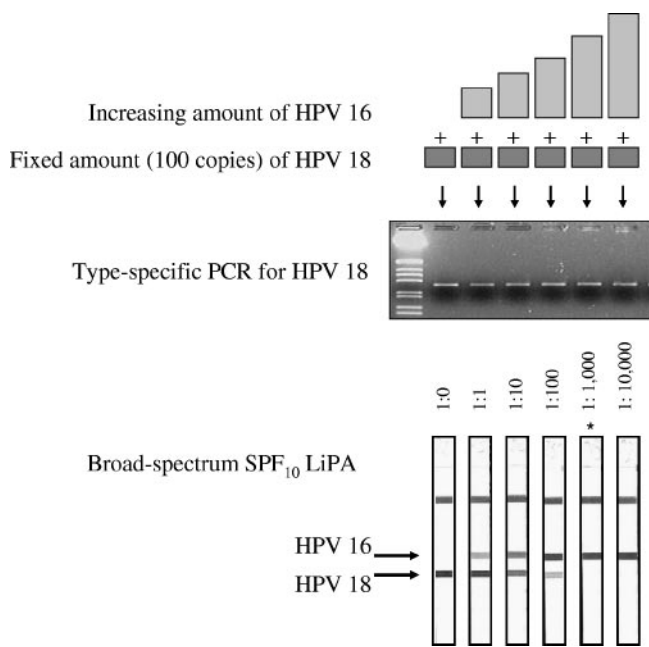 Increasing amount of HPV 16
+ + + + + +
Fixed amount (100 copies) of HPV 18
Type-specific PCR for HPV 18
1:0 1:1 1:10 1:100 1: 1,000 1: 10,000
*
Broad-spectrum SPF10 LiPA
HPV 16
HPV 18